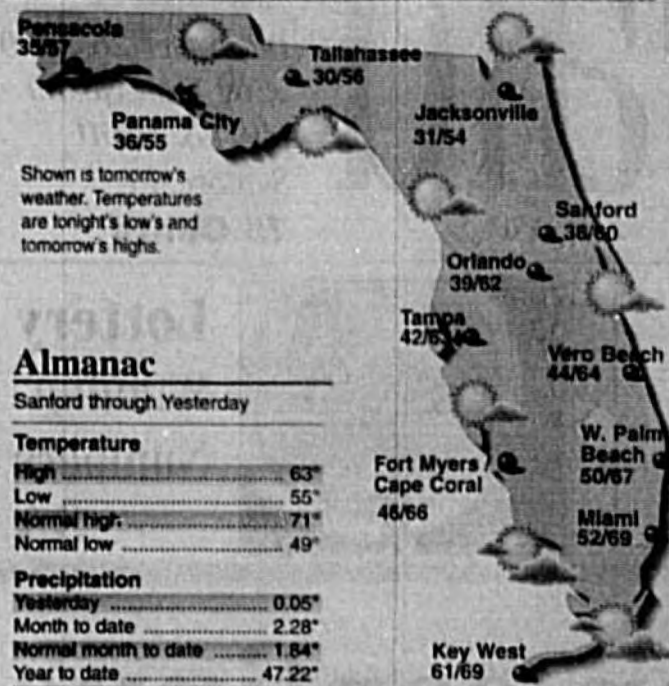 Pensacola
35/57
Tallahassee
30/56
Panama City
36/55
Jacksonville
31/54
Shown is tomorrow's
weather. Temperatures
are tonight's low's and
tomorrow's highs.
Sanford
38/60
Orlando
39/62
Tampa
42/63
Vero Beach
44/64
Almanac
Sanford through Yesterday
Temperature
High ........ 63°
Low ........ 55°
Normal high ........ 71°
Normal low ........ 49°
Precipitation
Yesterday ........ 0.05"
Month to date ........ 2.28"
Normal month to date ........ 1.84"
Year to date ........ 47.22"
Fort Myers /
Cape Coral
46/66
W. Palm
Beach
50/67
Miami
52/69
Key West
61/69
Lottery